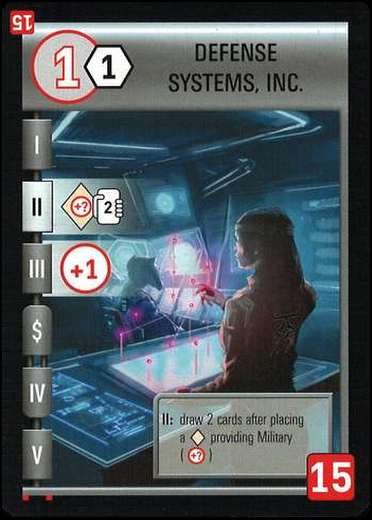 15
1 1
DEFENSE
SYSTEMS, INC.
I
II +? 2
III +1
$
IV
V
II: draw 2 cards after placing
a ◇ providing Military
( +? )
15